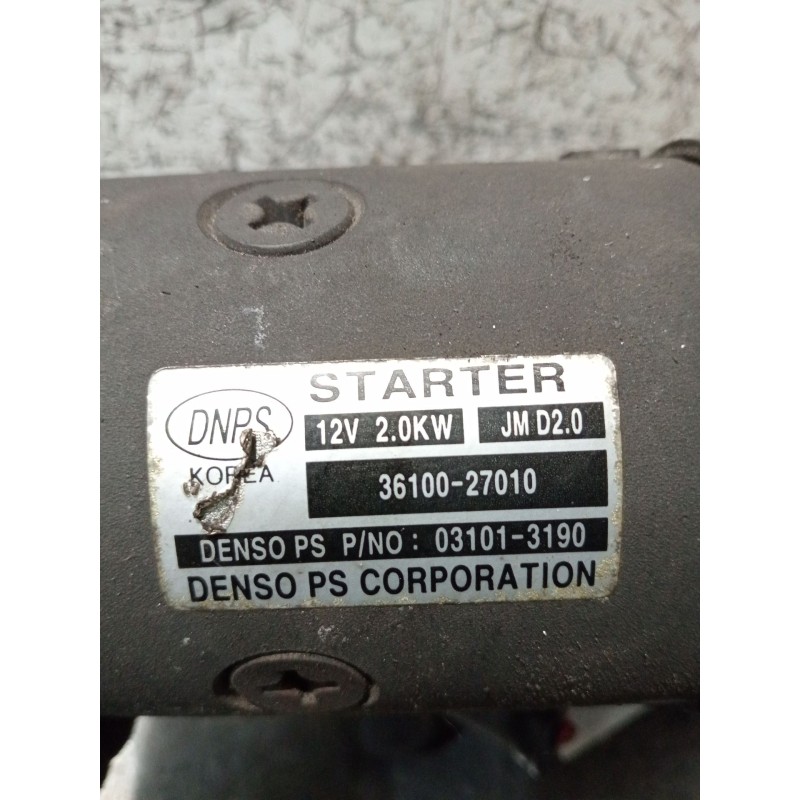 STARTER
DNPS
12V 2.0KW
JM D2.0
KOREA
36100-27010
DENSO PS P/NO : 03101-3190
DENSO PS CORPORATION